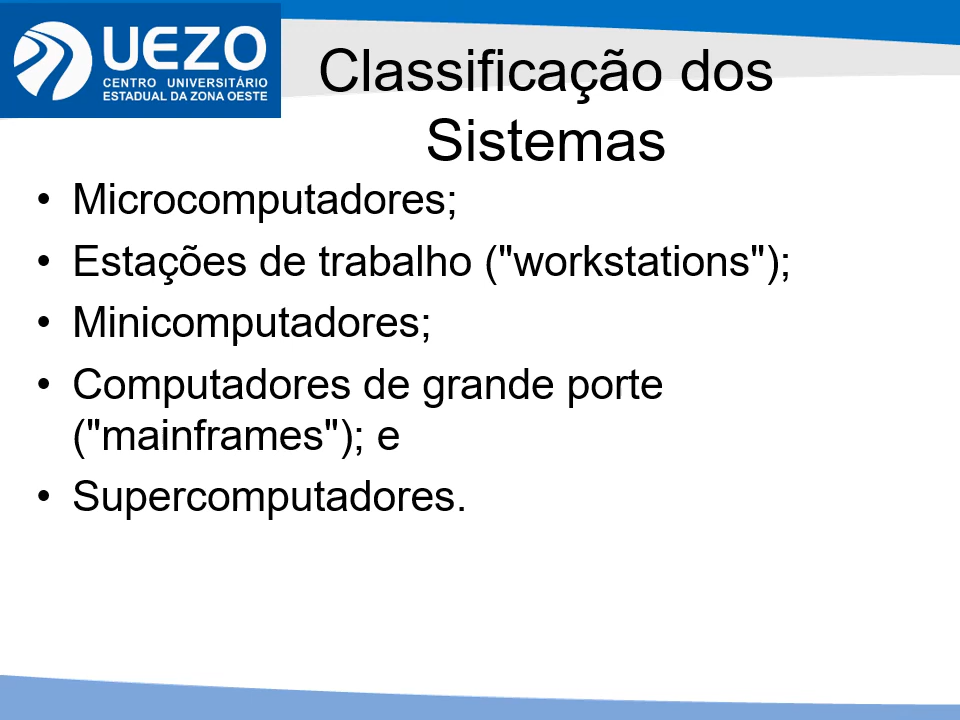 UEZO
CENTRO UNIVERSITÁRIO
ESTADUAL DA ZONA OESTE
Classificação dos
Sistemas
• Microcomputadores;
• Estações de trabalho ("workstations");
• Minicomputadores;
• Computadores de grande porte
("mainframes"); e
• Supercomputadores.